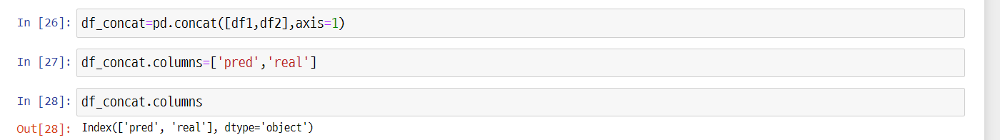 In [26]: df_concat=pd.concat([df1,df2],axis=1)
In [27]: df_concat.columns=['pred','real']
In [28]: df_concat.columns
Out[28]: Index(['pred', 'real'], dtype='object')